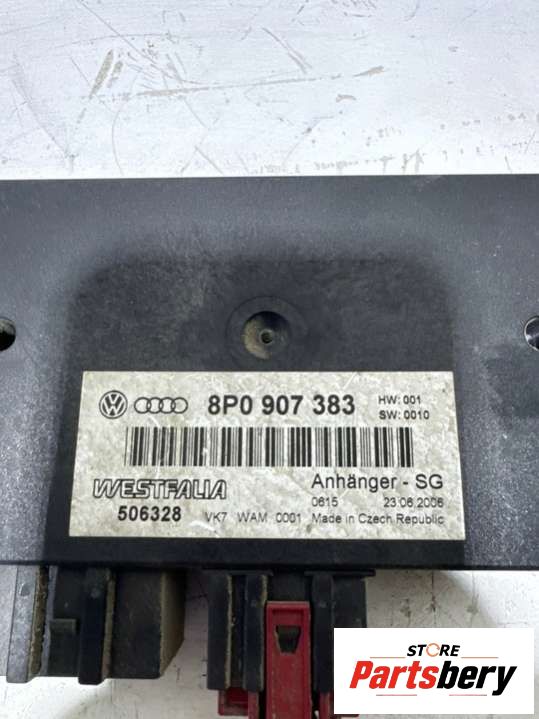 8P0 907 383 HW: 001
SW: 0010
WESTFALIA Anhänger - SG
506328 0615 23.06.2006
VK7 WAM 0001 Made in Czech Republic
STORE
Partsbery